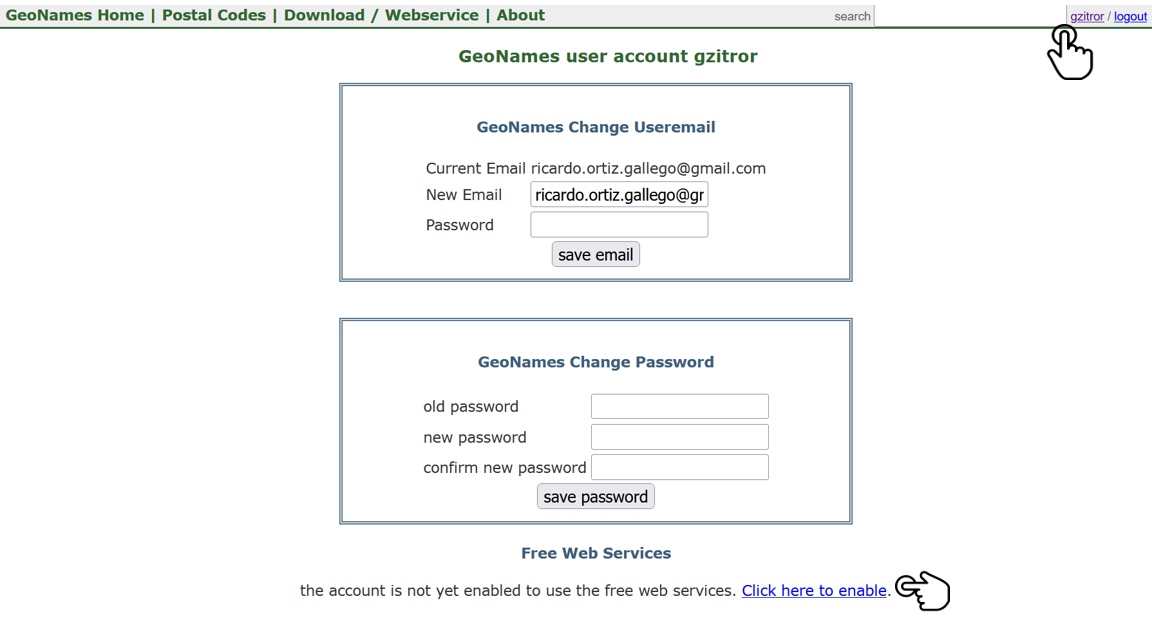 GeoNames Home | Postal Codes | Download / Webservice | About search gzitror / logout
GeoNames user account gzitror
GeoNames Change Useremail
Current Email ricardo.ortiz.gallego@gmail.com
New Email ricardo.ortiz.gallego@gr
Password
save email
GeoNames Change Password
old password
new password
confirm new password
save password
Free Web Services
the account is not yet enabled to use the free web services. Click here to enable.